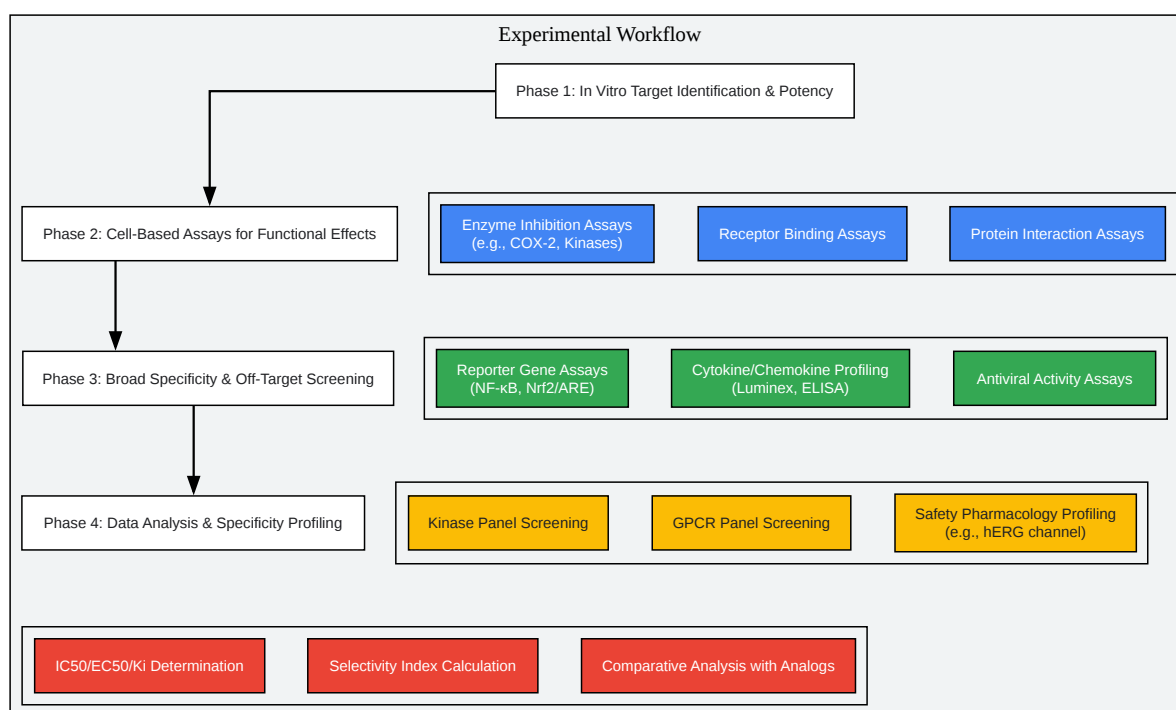 Experimental Workflow
Phase 1: In Vitro Target Identification & Potency
Phase 2: Cell-Based Assays for Functional Effects
Enzyme Inhibition Assays
(e.g., COX-2, Kinases)
Receptor Binding Assays
Protein Interaction Assays
Phase 3: Broad Specificity & Off-Target Screening
Reporter Gene Assays
(NF-κB, Nrf2/ARE)
Cytokine/Chemokine Profiling
(Luminex, ELISA)
Antiviral Activity Assays
Phase 4: Data Analysis & Specificity Profiling
Kinase Panel Screening
GPCR Panel Screening
Safety Pharmacology Profiling
(e.g., hERG channel)
IC50/EC50/Ki Determination
Selectivity Index Calculation
Comparative Analysis with Analogs